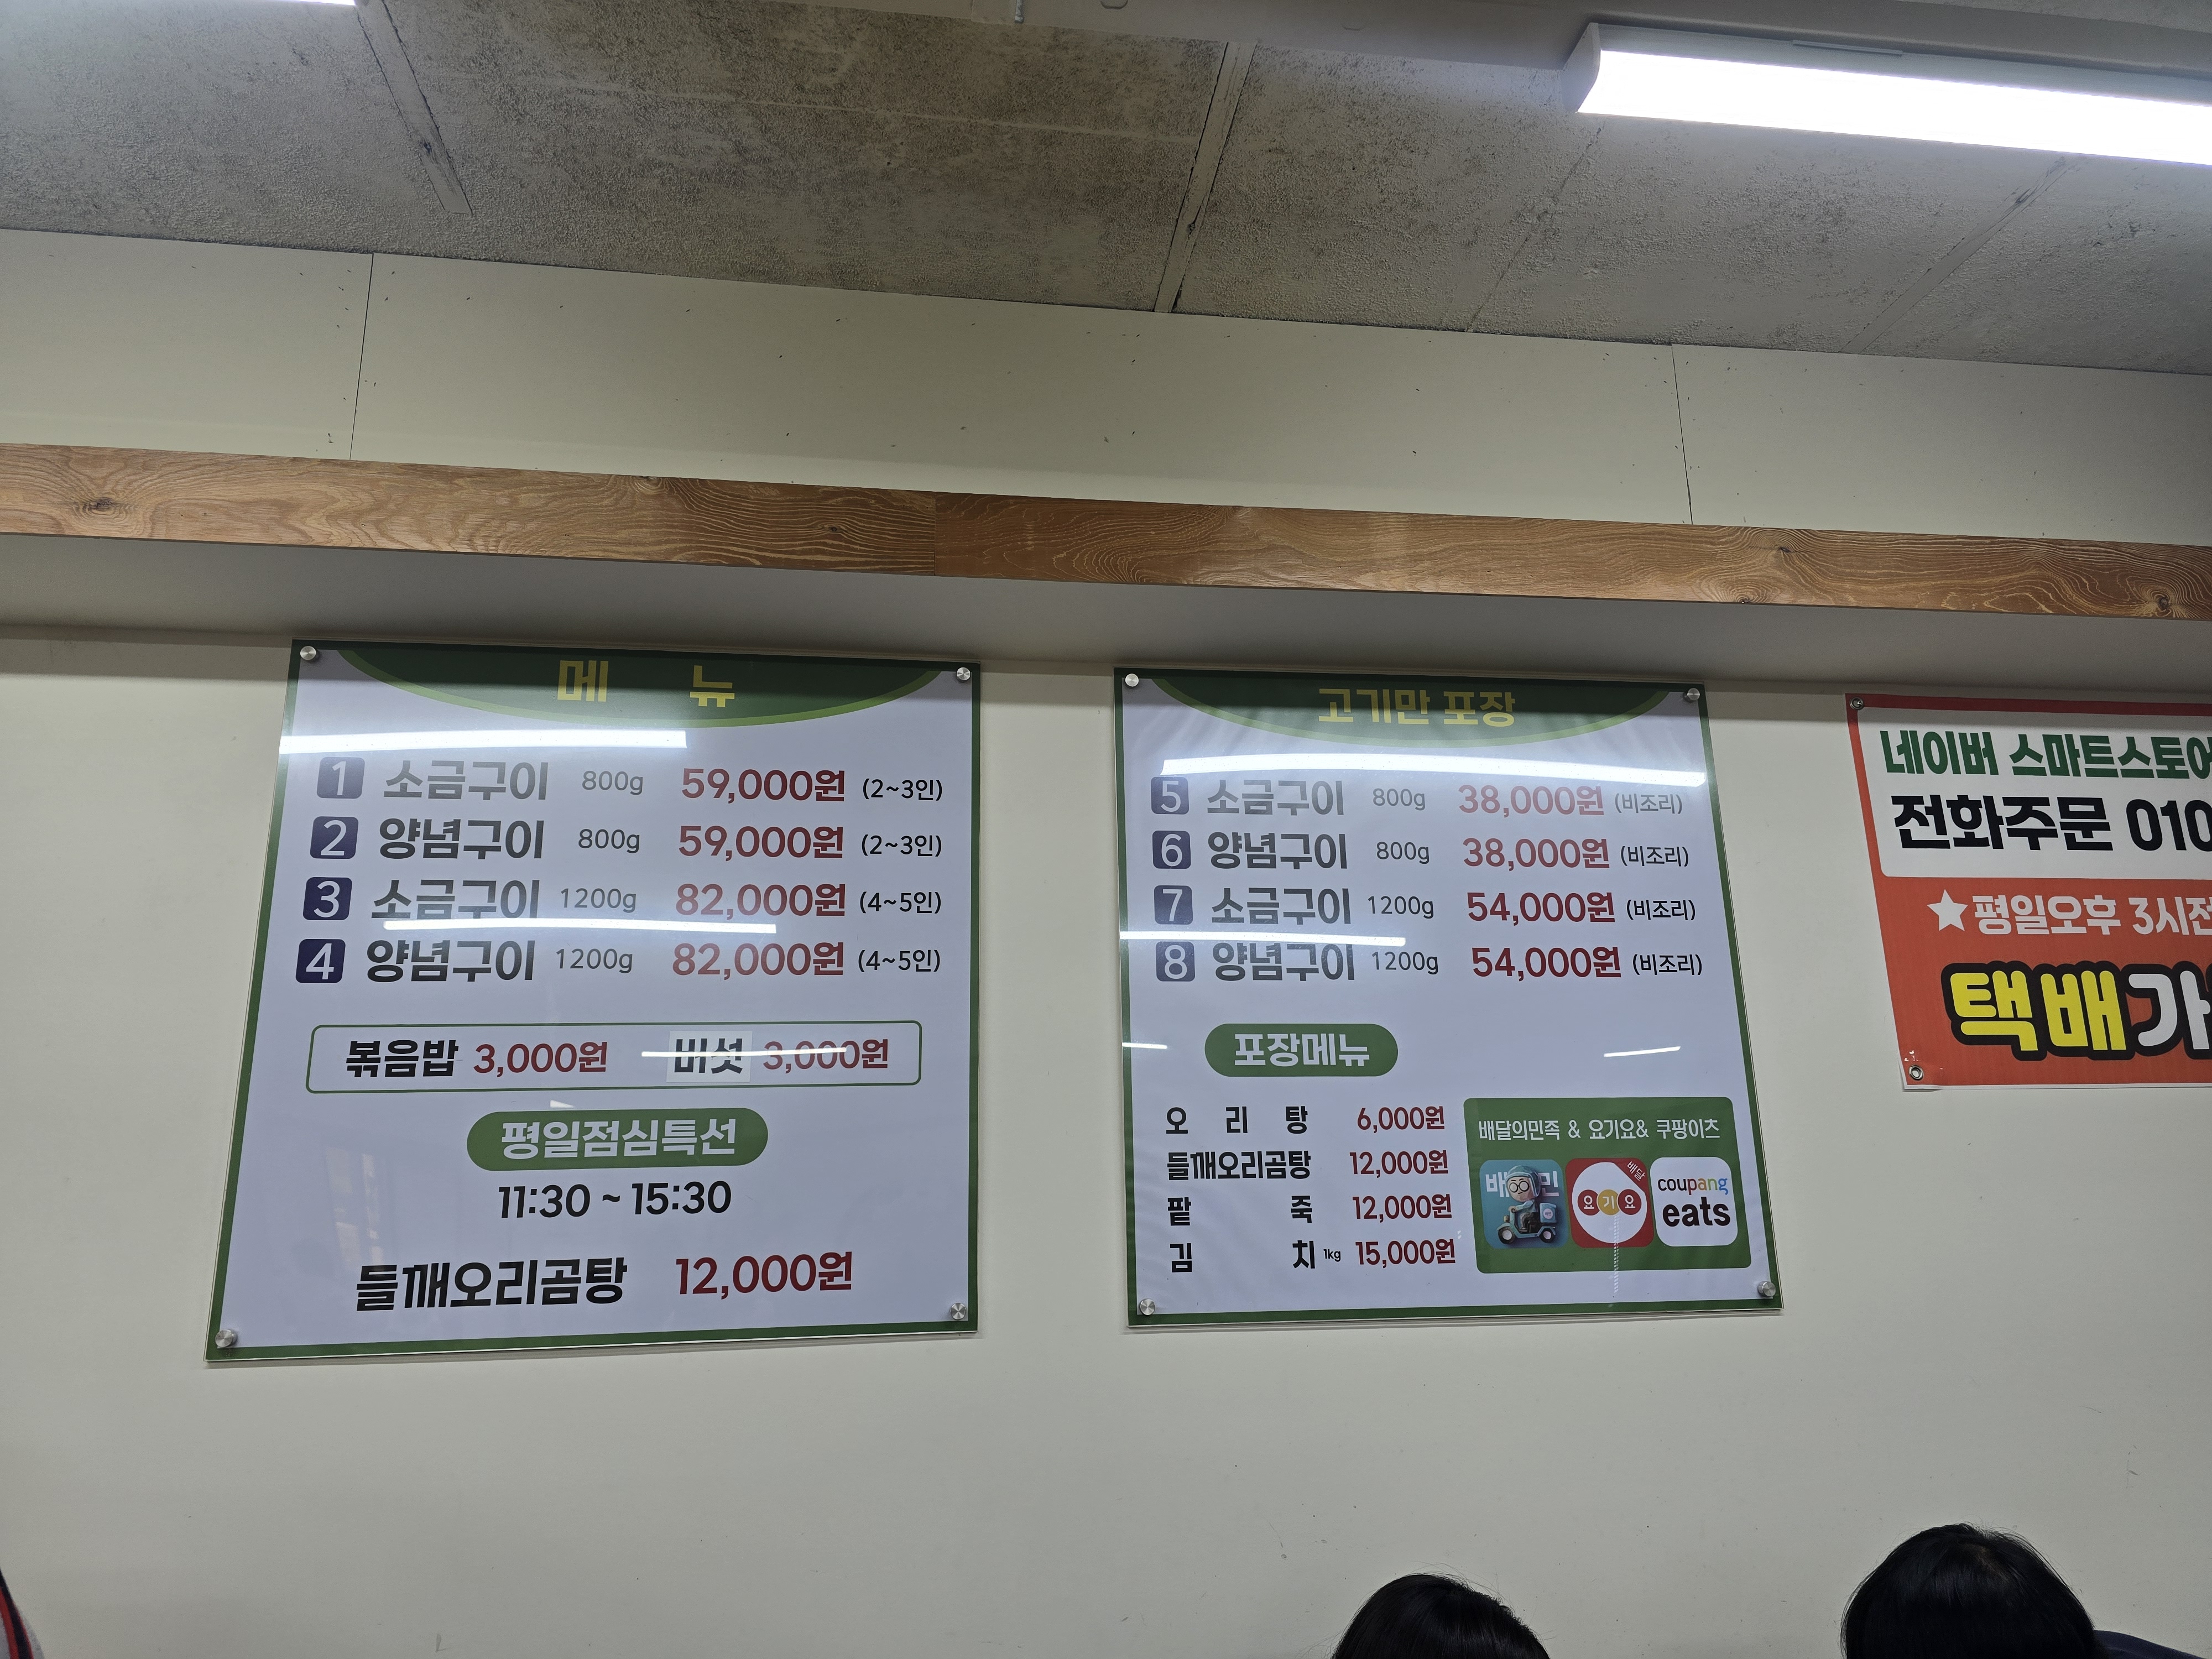 메 뉴
1 소금구이 800g 59,000원 (2~3인)
2 양념구이 800g 59,000원 (2~3인)
3 소금구이 1200g 82,000원 (4~5인)
4 양념구이 1200g 82,000원 (4~5인)
볶음밥 3,000원 버섯 3,000원
평일점심특선
11:30 ~ 15:30
들깨오리곰탕 12,000원
고기만 포장
5 소금구이 800g 38,000원 (비조리)
6 양념구이 800g 38,000원 (비조리)
7 소금구이 1200g 54,000원 (비조리)
8 양념구이 1200g 54,000원 (비조리)
포장메뉴
오 리 탕 6,000원
들깨오리곰탕 12,000원
팥 죽 12,000원
김 치 1kg 15,000원
배달의민족 & 요기요& 쿠팡이츠
배 민
배달
요기요
coupang
eats
네이버 스마트스토어
전화주문 010
★평일오후 3시전
택배가